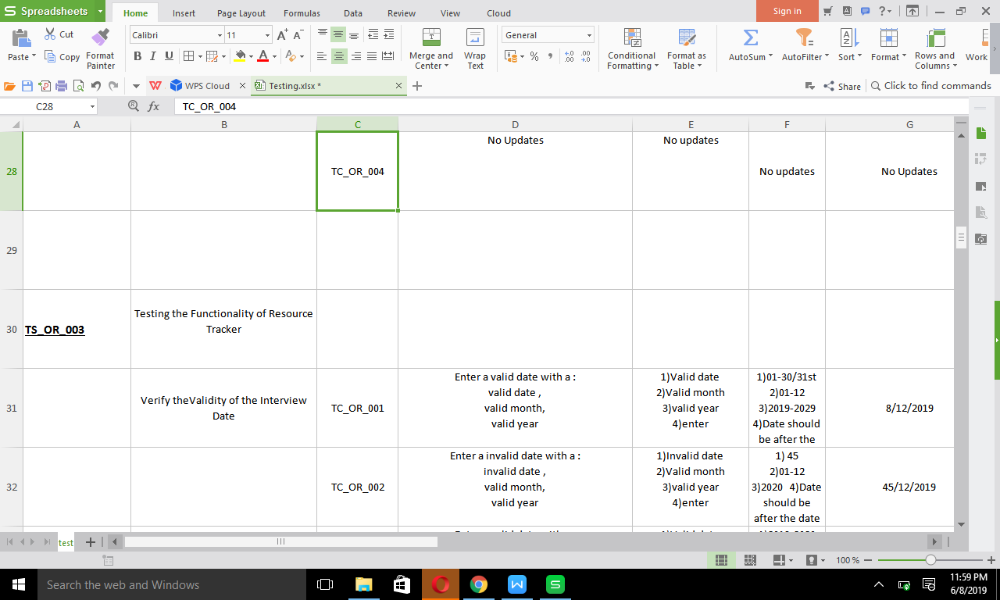 Spreadsheets
Home
Insert
Page Layout
Formulas
Data
Review
View
Cloud
Sign in
Paste
Cut
Copy
Format
Painter
Calibri
11
B I U
Merge and
Center
Wrap
Text
General
Conditional
Formatting
Format as
Table
AutoSum
AutoFilter
Sort
Format
Rows and
Columns
Work
WPS Cloud
Testing.xlsx *
Share
Click to find commands
C28
fx
TC_OR_004
A B C D E F G
28
TC_OR_004
No Updates
No updates
No updates
No Updates
29
30
TS_OR_003
Testing the Functionality of Resource
Tracker
31
Verify theValidity of the Interview
Date
TC_OR_001
Enter a valid date with a :
valid date ,
valid month,
valid year
1)Valid date
2)Valid month
3)valid year
4)enter
1)01-30/31st
2)01-12
3)2019-2029
4)Date should
be after the
8/12/2019
32
TC_OR_002
Enter a invalid date with a :
invalid date ,
valid month,
valid year
1)Invalid date
2)Valid month
3)valid year
4)enter
1) 45
2)01-12
3)2020 4)Date
should be
after the date
45/12/2019
test
100 %
Search the web and Windows
11:59 PM
6/8/2019